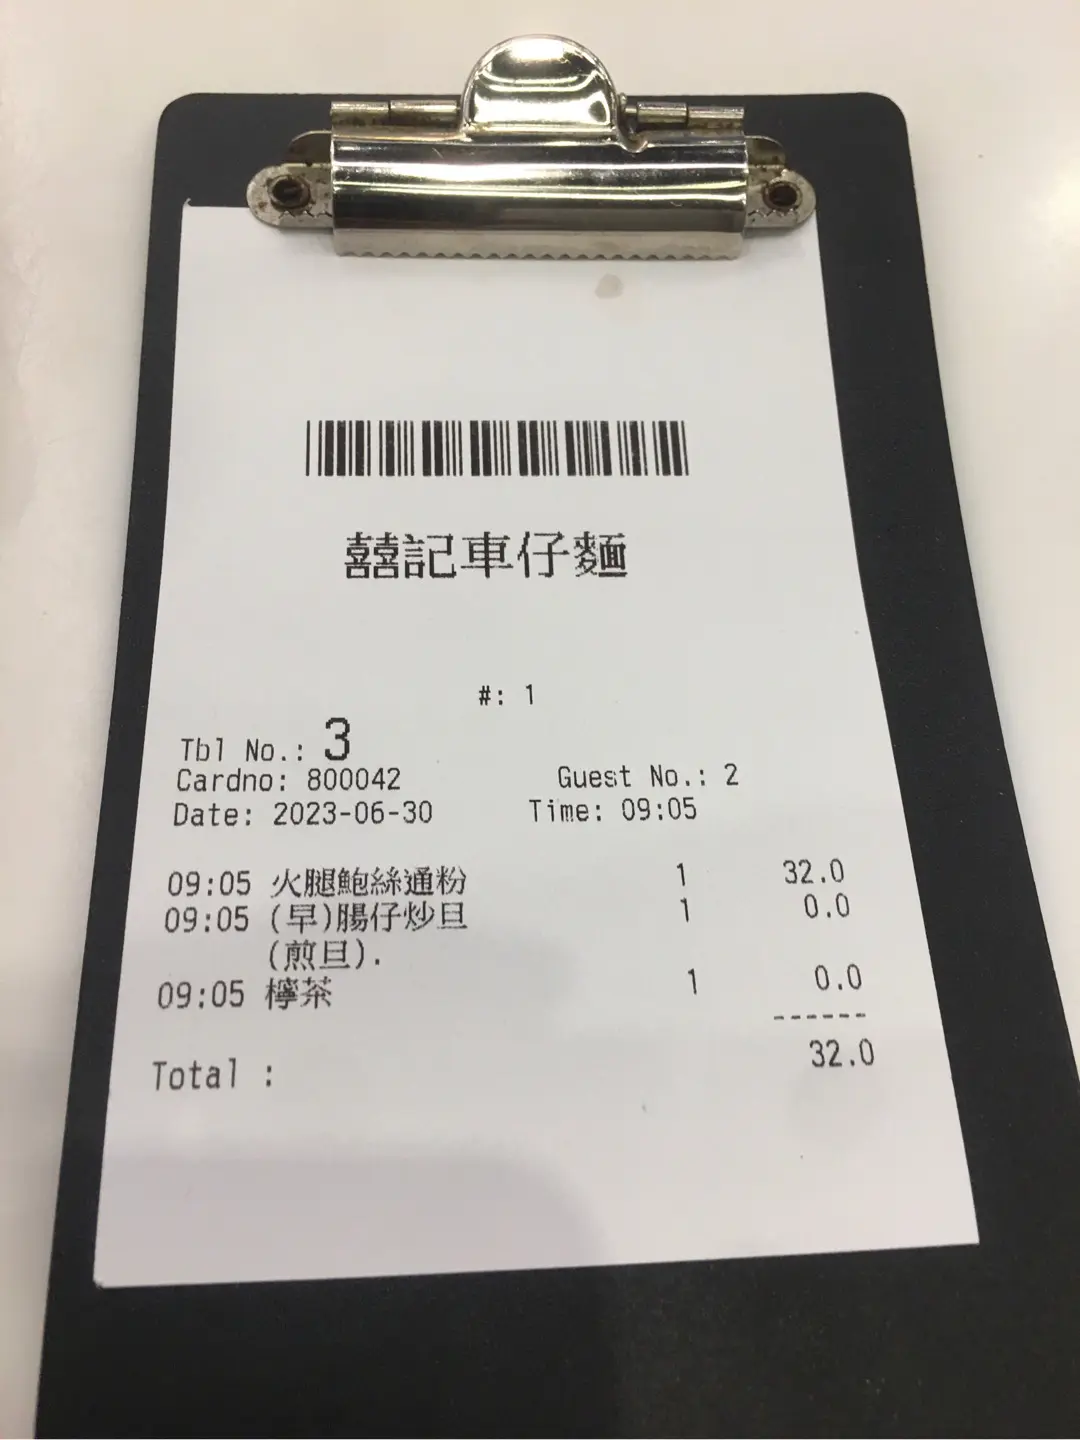 囍記車仔麵
#: 1
Tbl No.: 3
Cardno: 800042 Guest No.: 2
Date: 2023-06-30 Time: 09:05
09:05 火腿鮑絲通粉 1 32.0
09:05 (早)腸仔炒旦 1 0.0
(煎旦).
09:05 檸茶 1 0.0
------
Total : 32.0